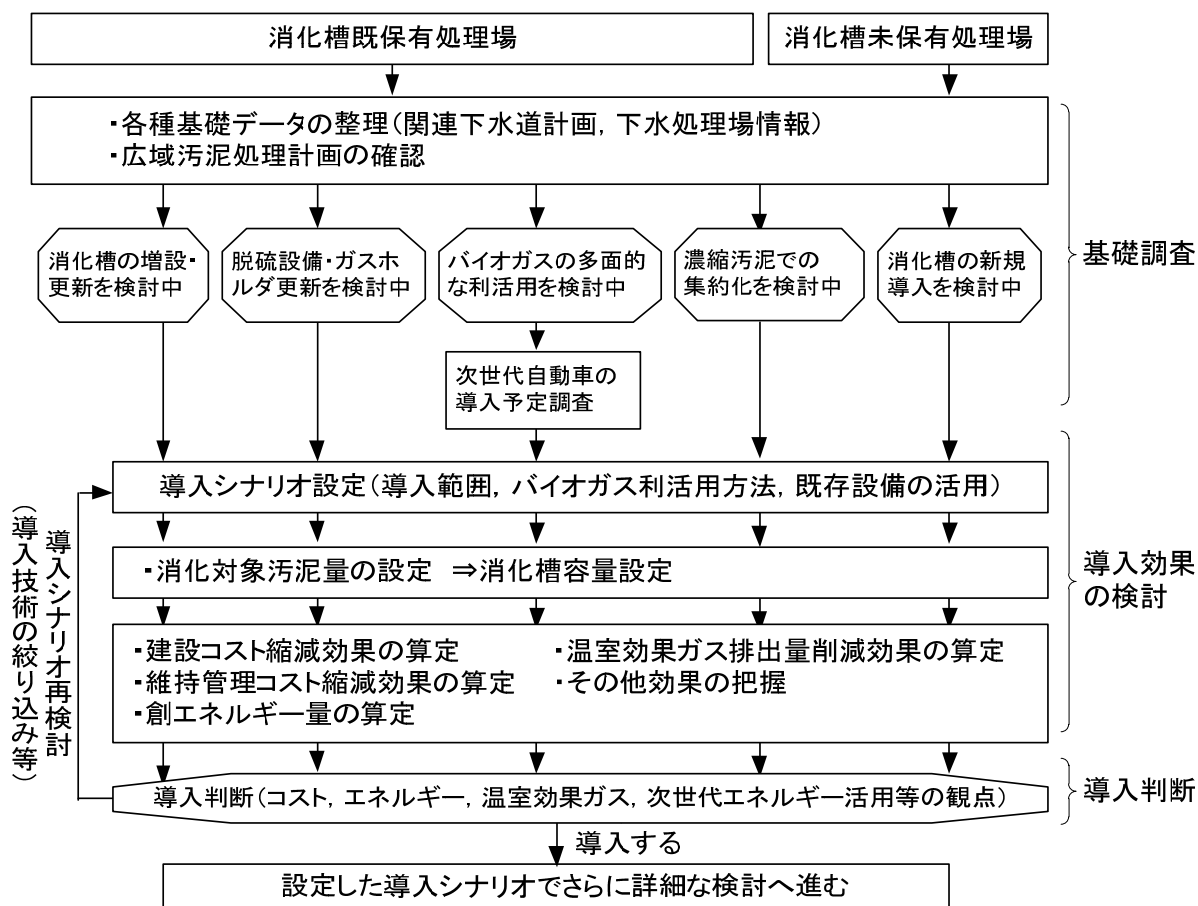 消化槽既保有処理場
消化槽未保有処理場
・各種基礎データの整理(関連下水道計画，下水処理場情報)
・広域汚泥処理計画の確認
消化槽の増設・
更新を検討中
脱硫設備・ガスホ
ルダ更新を検討中
バイオガスの多面的
な利活用を検討中
濃縮汚泥での
集約化を検討中
消化槽の新規
導入を検討中
基礎調査
次世代自動車の
導入予定調査
導入シナリオ設定(導入範囲，バイオガス利活用方法，既存設備の活用)
・消化対象汚泥量の設定 ⇒消化槽容量設定
・建設コスト縮減効果の算定
・維持管理コスト縮減効果の算定
・創エネルギー量の算定
・温室効果ガス排出量削減効果の算定
・その他効果の把握
導入効果
の検討
導入シナリオ再検討
(導入技術の絞り込み等)
導入判断(コスト，エネルギー，温室効果ガス，次世代エネルギー活用等の観点)
導入判断
導入する
設定した導入シナリオでさらに詳細な検討へ進む